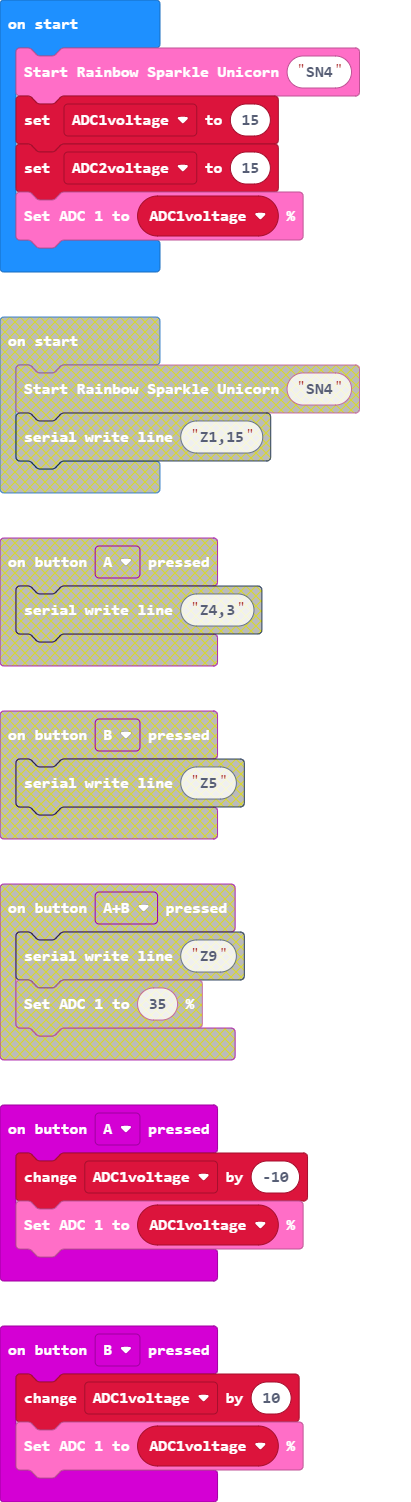 on start
Start Rainbow Sparkle Unicorn "SN4"
set ADC1voltage to 15
set ADC2voltage to 15
Set ADC 1 to ADC1voltage %
on start
Start Rainbow Sparkle Unicorn "SN4"
serial write line "Z1,15"
on button A pressed
serial write line "Z4,3"
on button B pressed
serial write line "Z5"
on button A+B pressed
serial write line "Z9"
Set ADC 1 to 35 %
on button A pressed
change ADC1voltage by -10
Set ADC 1 to ADC1voltage %
on button B pressed
change ADC1voltage by 10
Set ADC 1 to ADC1voltage %